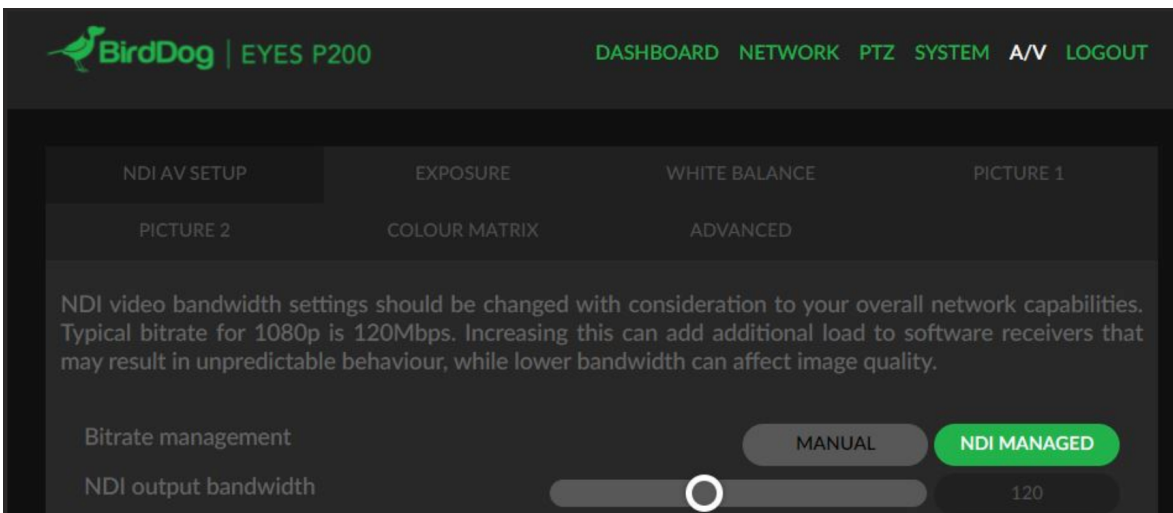 BirdDog | EYES P200
DASHBOARD NETWORK PTZ SYSTEM A/V LOGOUT
NDI AV SETUP EXPOSURE WHITE BALANCE PICTURE 1
PICTURE 2 COLOUR MATRIX ADVANCED
NDI video bandwidth settings should be changed with consideration to your overall network capabilities.
Typical bitrate for 1080p is 120Mbps. Increasing this can add additional load to software receivers that
may result in unpredictable behaviour, while lower bandwidth can affect image quality.
Bitrate management MANUAL NDI MANAGED
NDI output bandwidth 120